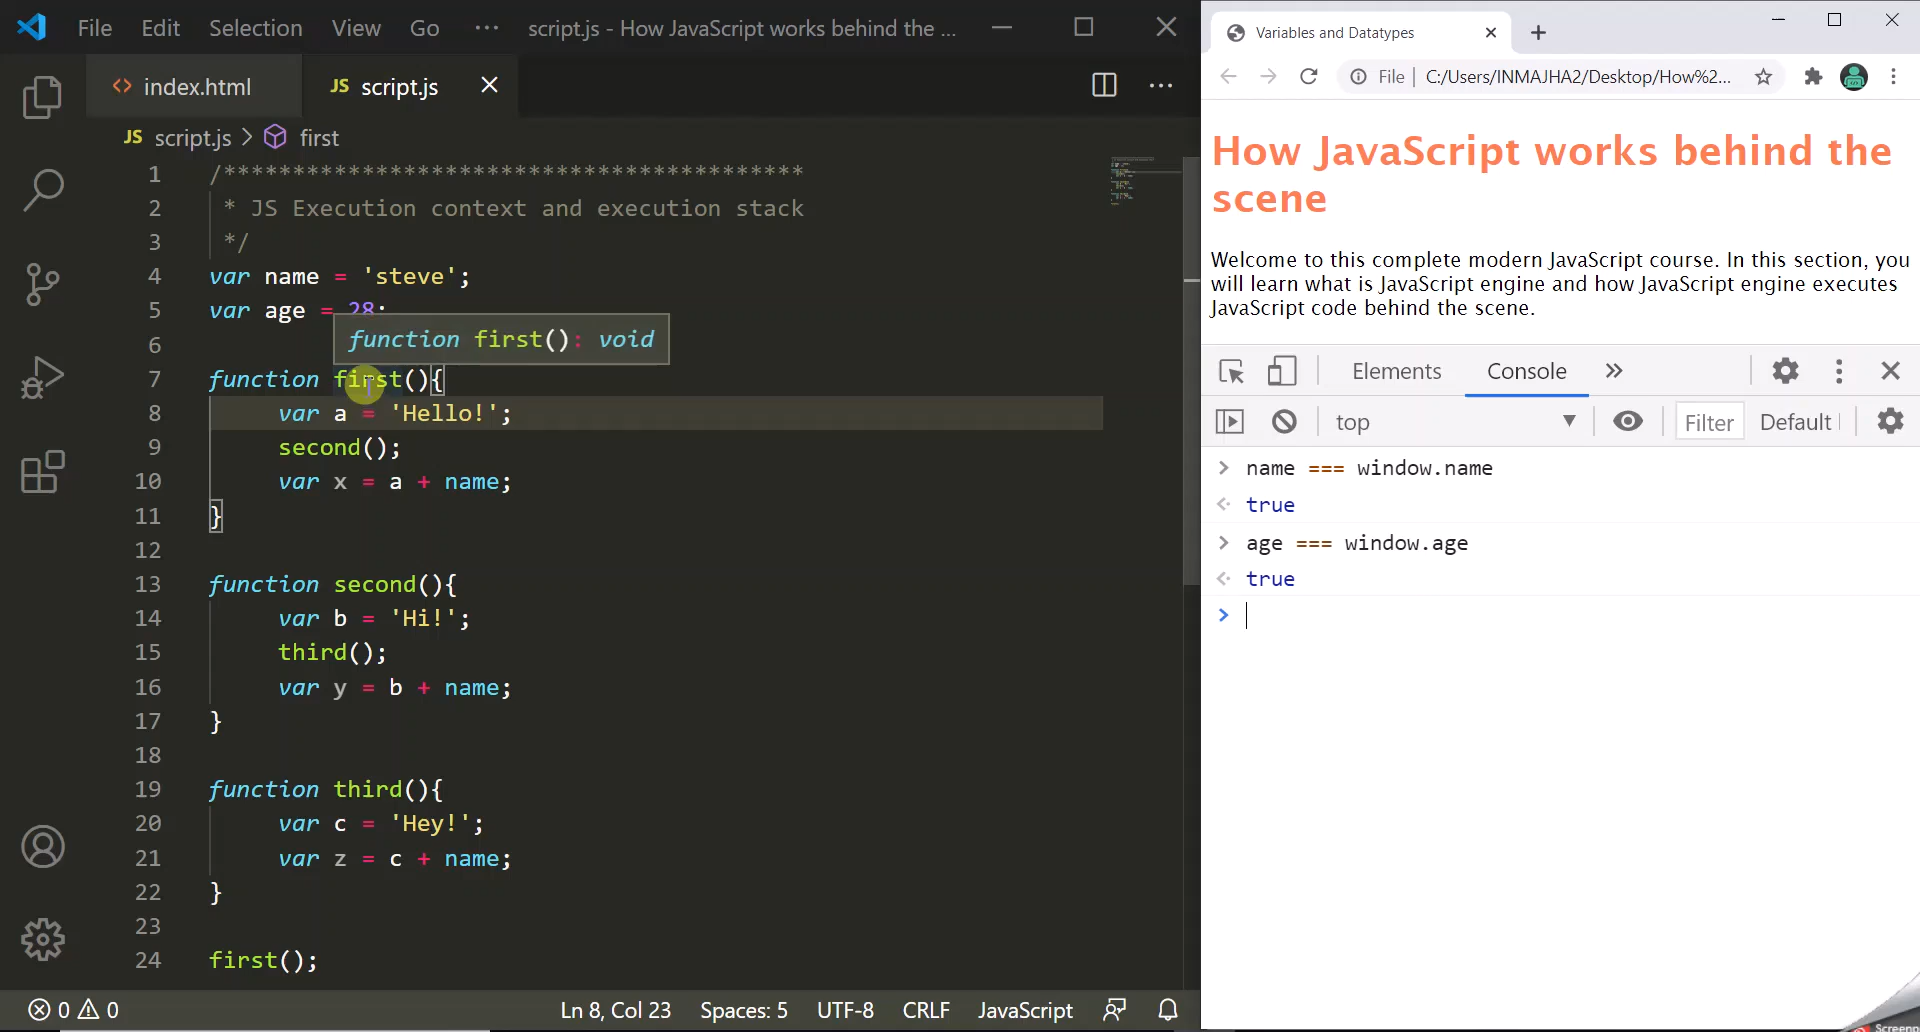 File Edit Selection View Go ··· script.js - How JavaScript works behind the ...
<> index.html JS script.js
JS script.js > first
1 /******************************************
2 * JS Execution context and execution stack
3 */
4 var name = 'steve';
5 var age = 28;
6
function first(): void
7 function first(){
8 var a = 'Hello!';
9 second();
10 var x = a + name;
11 }
12
13 function second(){
14 var b = 'Hi!';
15 third();
16 var y = b + name;
17 }
18
19 function third(){
20 var c = 'Hey!';
21 var z = c + name;
22 }
23
24 first();
0 0 Ln 8, Col 23 Spaces: 5 UTF-8 CRLF JavaScript
Variables and Datatypes
File | C:/Users/INMAJHA2/Desktop/How%2...
How JavaScript works behind the
scene
Welcome to this complete modern JavaScript course. In this section, you
will learn what is JavaScript engine and how JavaScript engine executes
JavaScript code behind the scene.
Elements Console »
top Filter Default
> name === window.name
true
> age === window.age
true
>